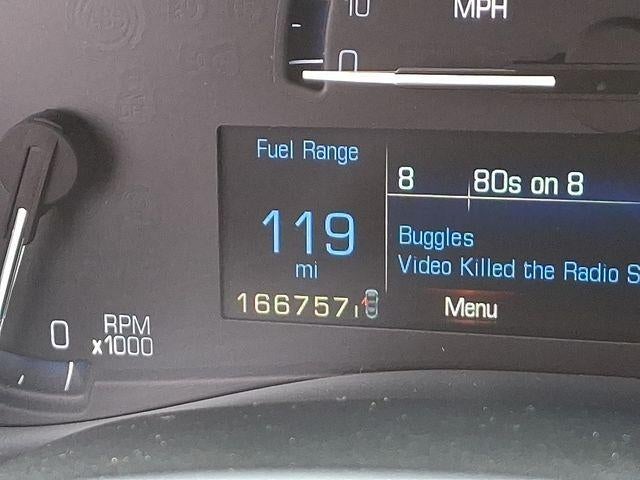 10 MPH
0
Fuel Range
8 80s on 8
119
Buggles
mi
Video Killed the Radio S
166757
Menu
0 RPM
x1000